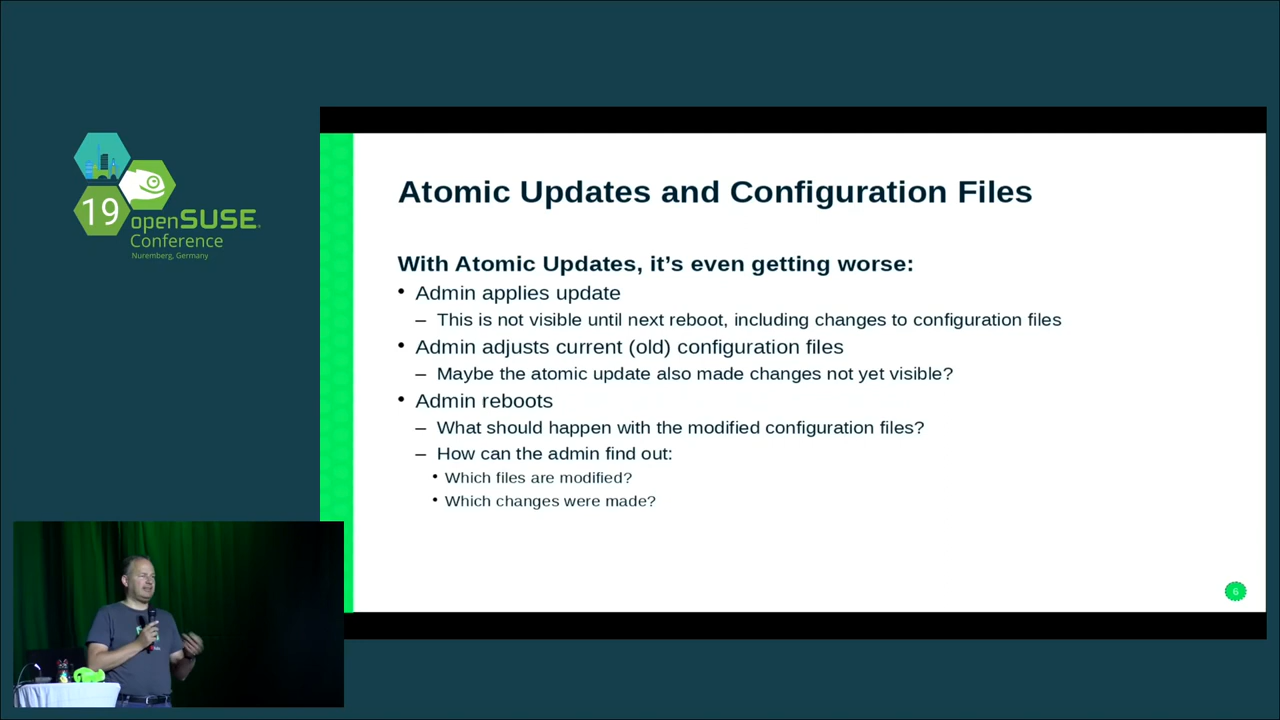 19
openSUSE
Conference
Nuremberg, Germany
Atomic Updates and Configuration Files
With Atomic Updates, it’s even getting worse:
• Admin applies update
– This is not visible until next reboot, including changes to configuration files
• Admin adjusts current (old) configuration files
– Maybe the atomic update also made changes not yet visible?
• Admin reboots
– What should happen with the modified configuration files?
– How can the admin find out:
• Which files are modified?
• Which changes were made?
6